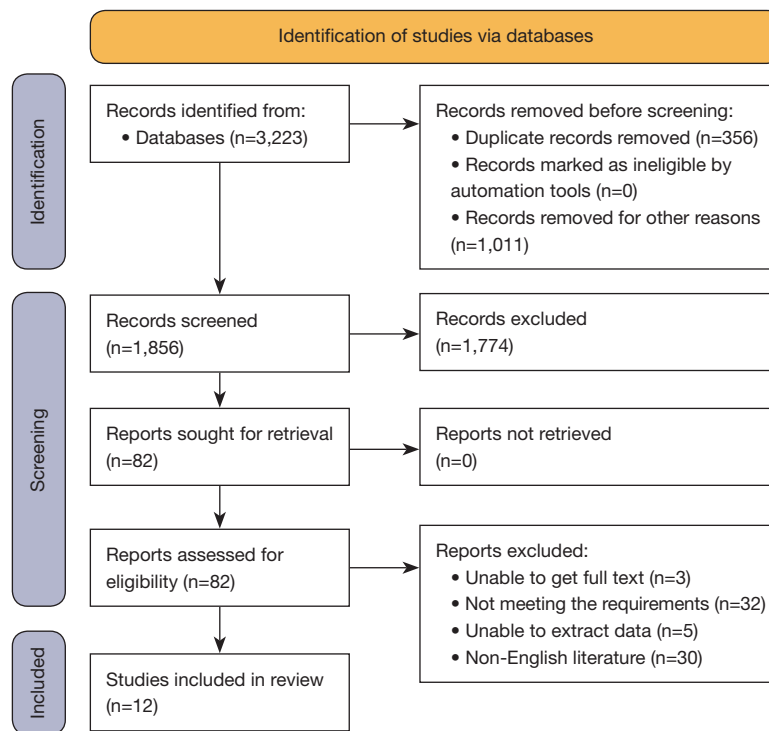 Identification of studies via databases
Identification
Records identified from:
• Databases (n=3,223)
Records removed before screening:
• Duplicate records removed (n=356)
• Records marked as ineligible by
automation tools (n=0)
• Records removed for other reasons
(n=1,011)
Screening
Records screened
(n=1,856)
Records excluded
(n=1,774)
Reports sought for retrieval
(n=82)
Reports not retrieved
(n=0)
Reports assessed for
eligibility (n=82)
Reports excluded:
• Unable to get full text (n=3)
• Not meeting the requirements (n=32)
• Unable to extract data (n=5)
• Non-English literature (n=30)
Included
Studies included in review
(n=12)